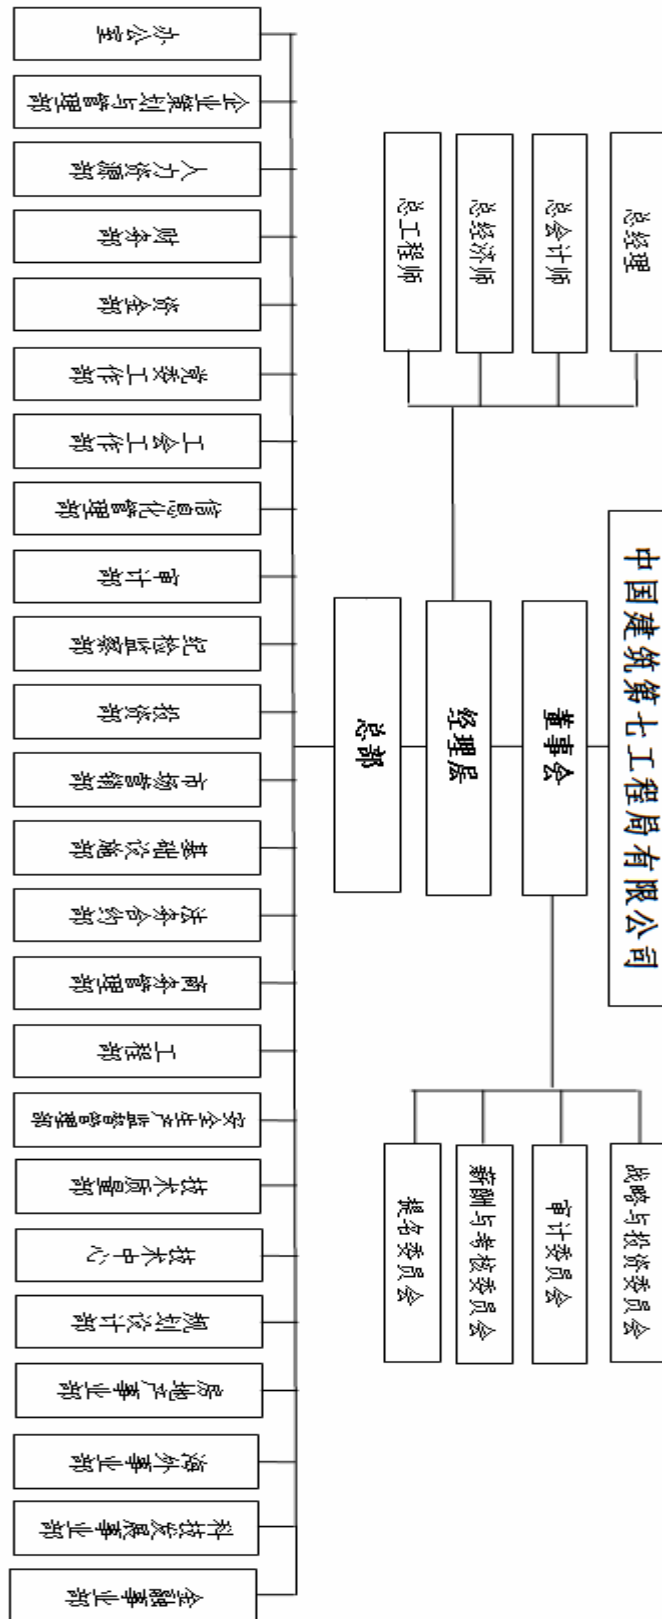 中国建筑第七工程局有限公司
董事会
经理层
总部
总经理
总会计师
总经济师
总工程师
战略与投资委员会
审计委员会
薪酬与考核委员会
提名委员会
办公室
企业策划与管理部
人力资源部
财务部
资金部
党委工作部
工会工作部
信息化管理部
审计部
纪检监察部
投资部
市场营销部
基础设施部
法务合约部
商务管理部
工程部
安全生产监督管理部
技术质量部
技术中心
规划设计部
房地产事业部
海外事业部
科技发展事业部
金融事业部